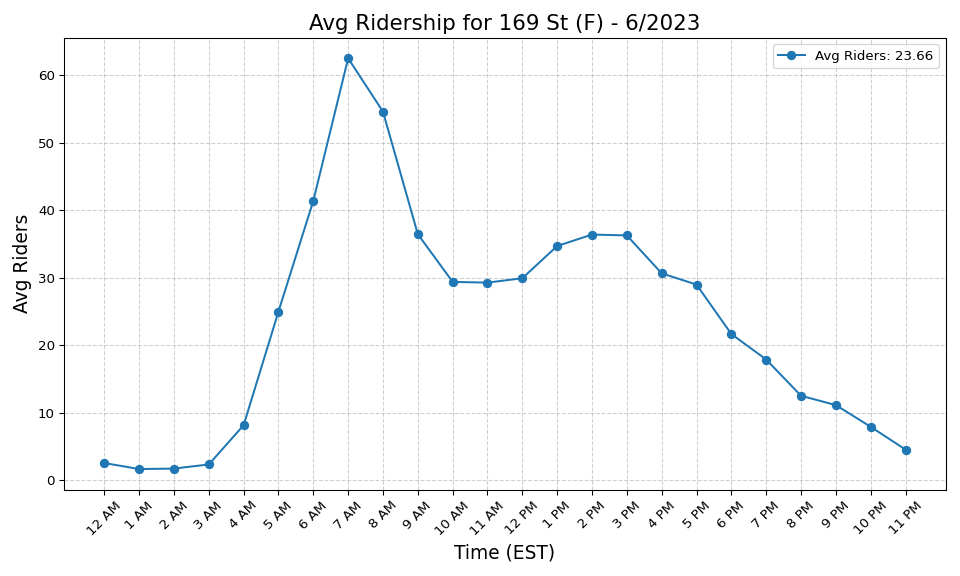 Avg Ridership for 169 St (F) - 6/2023
Avg Riders: 23.66
Avg Riders
60
50
40
30
20
10
0
12 AM
1 AM
2 AM
3 AM
4 AM
5 AM
6 AM
7 AM
8 AM
9 AM
10 AM
11 AM
12 PM
1 PM
2 PM
3 PM
4 PM
5 PM
6 PM
7 PM
8 PM
9 PM
10 PM
11 PM
Time (EST)